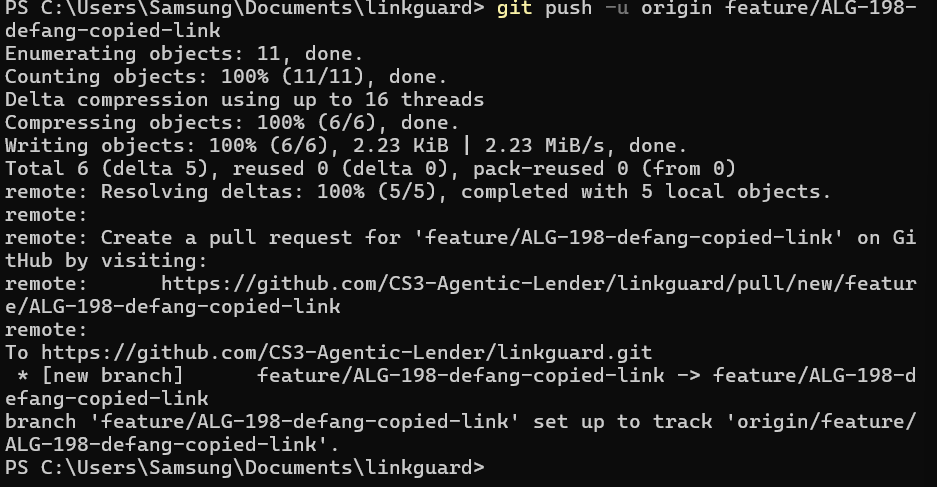 PS C:\Users\Samsung\Documents\linkguard> git push -u origin feature/ALG-198-
defang-copied-link
Enumerating objects: 11, done.
Counting objects: 100% (11/11), done.
Delta compression using up to 16 threads
Compressing objects: 100% (6/6), done.
Writing objects: 100% (6/6), 2.23 KiB | 2.23 MiB/s, done.
Total 6 (delta 5), reused 0 (delta 0), pack-reused 0 (from 0)
remote: Resolving deltas: 100% (5/5), completed with 5 local objects.
remote:
remote: Create a pull request for 'feature/ALG-198-defang-copied-link' on Gi
tHub by visiting:
remote:      https://github.com/CS3-Agentic-Lender/linkguard/pull/new/featur
e/ALG-198-defang-copied-link
remote:
To https://github.com/CS3-Agentic-Lender/linkguard.git
 * [new branch]      feature/ALG-198-defang-copied-link -> feature/ALG-198-d
efang-copied-link
branch 'feature/ALG-198-defang-copied-link' set up to track 'origin/feature/
ALG-198-defang-copied-link'.
PS C:\Users\Samsung\Documents\linkguard>